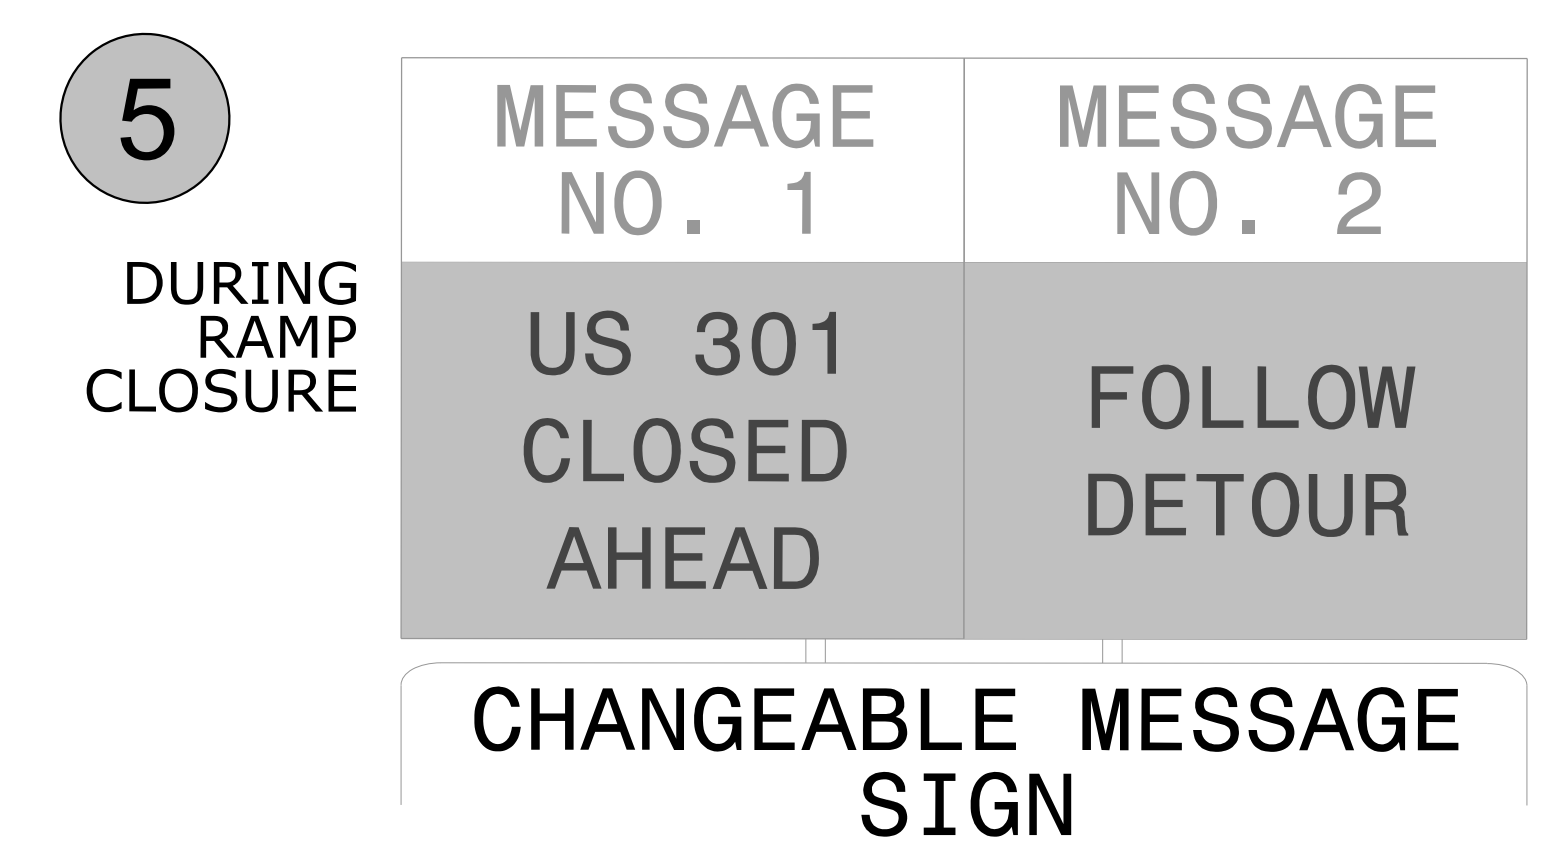 5
DURING
RAMP
CLOSURE
MESSAGE
NO. 1
MESSAGE
NO. 2
US 301
CLOSED
AHEAD
FOLLOW
DETOUR
CHANGEABLE MESSAGE
SIGN